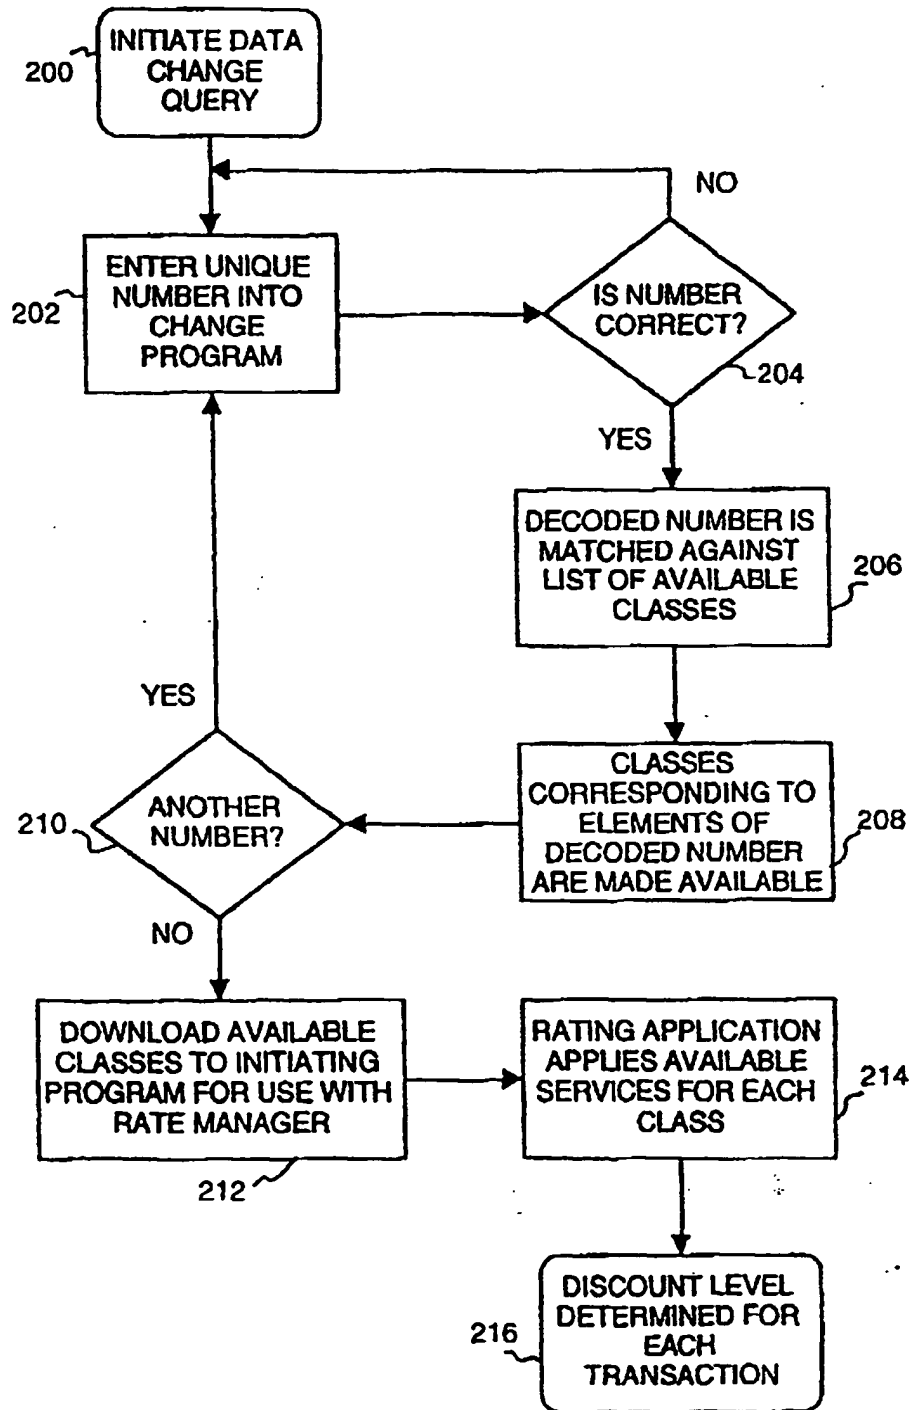 INITIATE DATA
CHANGE
QUERY
200
NO
ENTER UNIQUE
NUMBER INTO
CHANGE
PROGRAM
202
IS NUMBER
CORRECT?
204
YES
DECODED NUMBER IS
MATCHED AGAINST
LIST OF AVAILABLE
CLASSES
206
CLASSES
CORRESPONDING TO
ELEMENTS OF
DECODED NUMBER
ARE MADE AVAILABLE
208
YES
ANOTHER
NUMBER?
210
NO
DOWNLOAD AVAILABLE
CLASSES TO INITIATING
PROGRAM FOR USE WITH
RATE MANAGER
212
RATING APPLICATION
APPLIES AVAILABLE
SERVICES FOR EACH
CLASS
214
DISCOUNT LEVEL
DETERMINED FOR
EACH
TRANSACTION
216